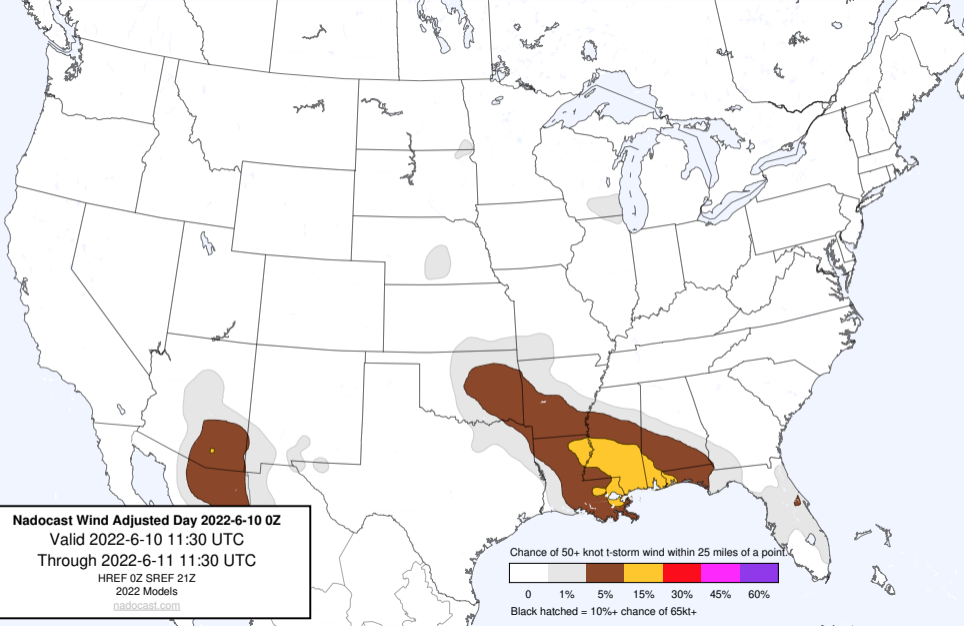 Nadocast Wind Adjusted Day 2022-6-10 0Z
Valid 2022-6-10 11:30 UTC
Through 2022-6-11 11:30 UTC
HREF 0Z SREF 21Z
2022 Models
nadocast.com
Chance of 50+ knot t-storm wind within 25 miles of a point.
0 1% 5% 15% 30% 45% 60%
Black hatched = 10%+ chance of 65kt+